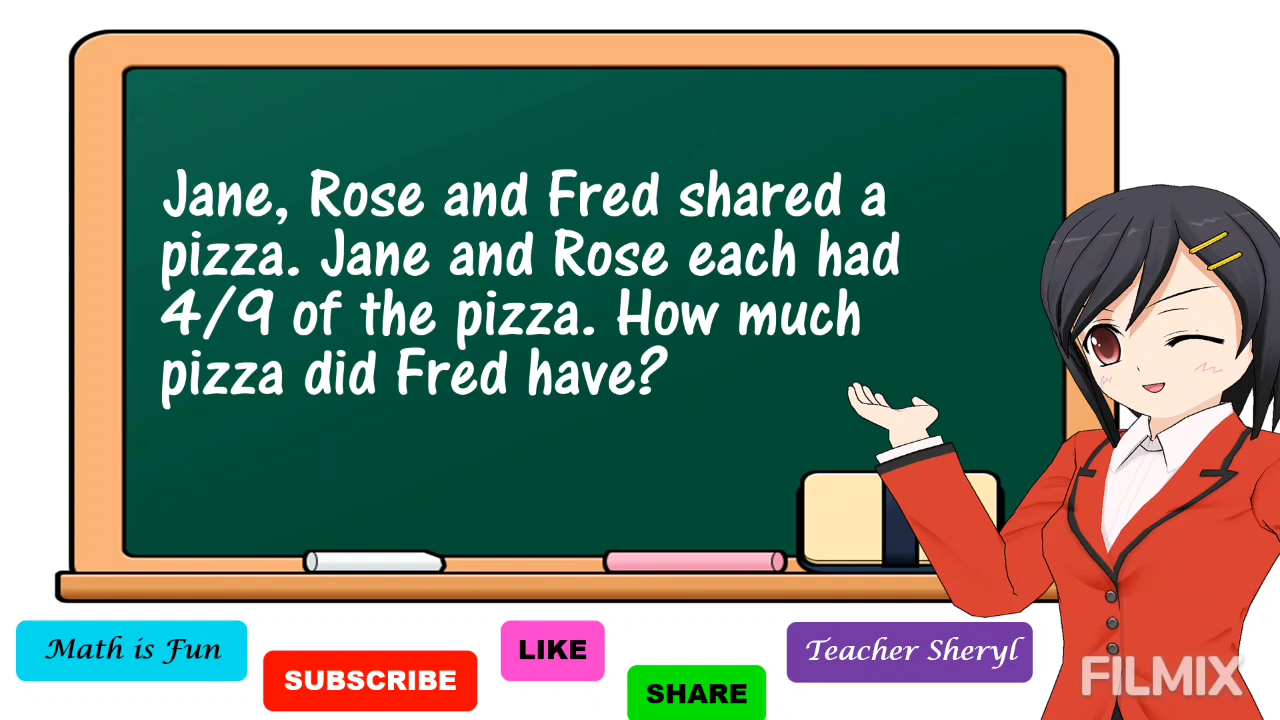 Jane, Rose and Fred shared a
pizza. Jane and Rose each had
4/9 of the pizza. How much
pizza did Fred have?
Math is Fun
SUBSCRIBE
LIKE
SHARE
Teacher Sheryl
FILMIX